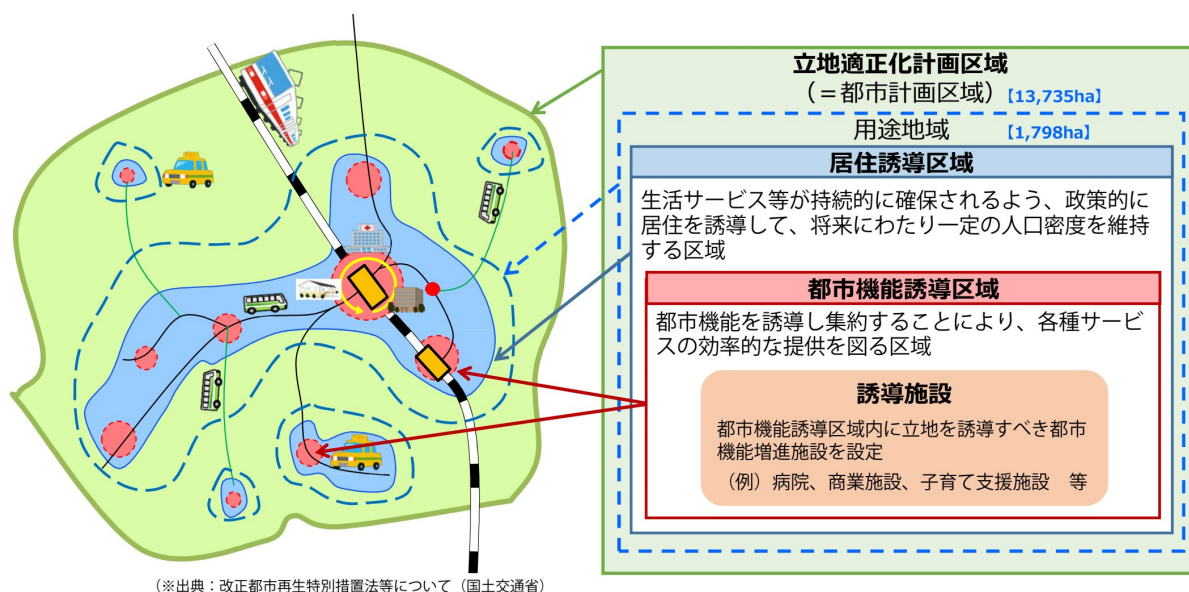 立地適正化計画区域
（＝都市計画区域）【13,735ha】
用途地域 【1,798ha】
居住誘導区域
生活サービス等が持続的に確保されるよう、政策的に
居住を誘導して、将来にわたり一定の人口密度を維持
する区域
都市機能誘導区域
都市機能を誘導し集約することにより、各種サービ
スの効率的な提供を図る区域
誘導施設
都市機能誘導区域内に立地を誘導すべき都市
機能増進施設を設定
（例）病院、商業施設、子育て支援施設　等
（※出典：改正都市再生特別措置法等について（国土交通省）